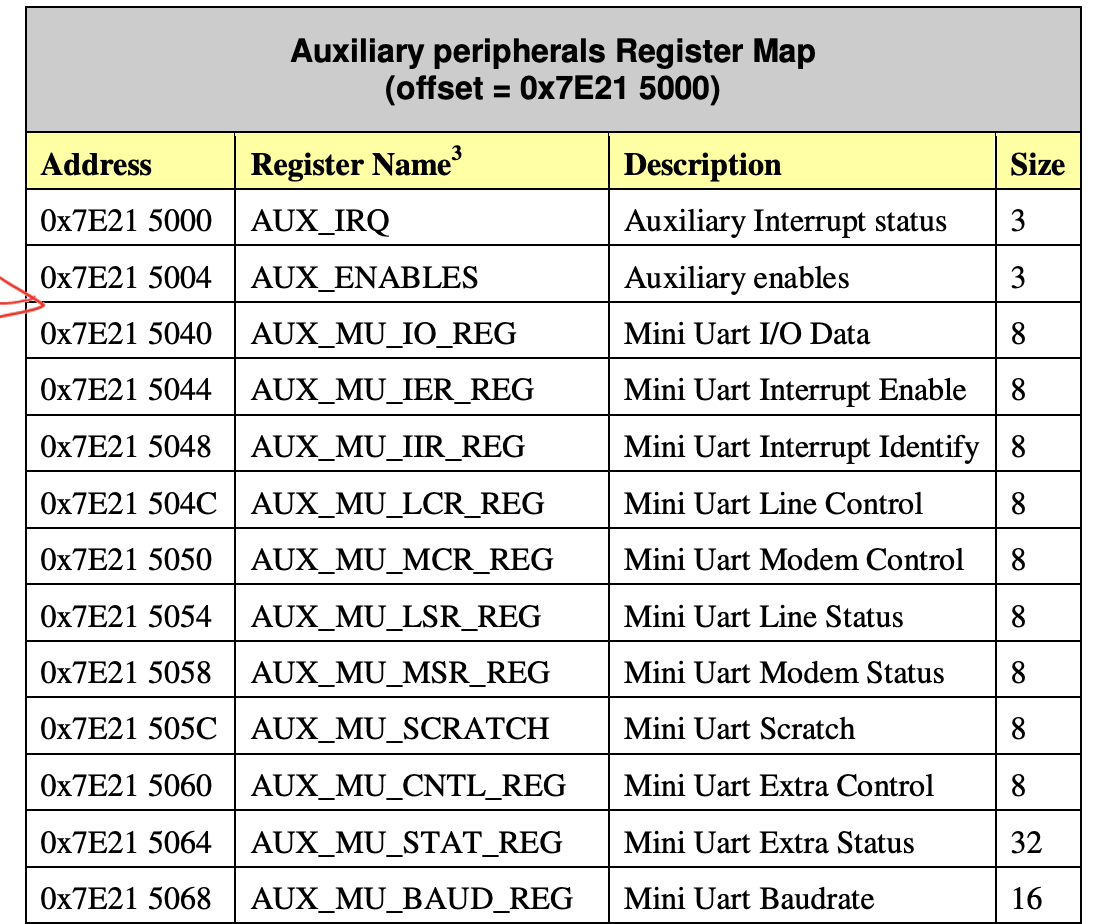 Auxiliary peripherals Register Map
(offset = 0x7E21 5000)
Address Register Name3 Description Size
0x7E21 5000 AUX_IRQ Auxiliary Interrupt status 3
0x7E21 5004 AUX_ENABLES Auxiliary enables 3
0x7E21 5040 AUX_MU_IO_REG Mini Uart I/O Data 8
0x7E21 5044 AUX_MU_IER_REG Mini Uart Interrupt Enable 8
0x7E21 5048 AUX_MU_IIR_REG Mini Uart Interrupt Identify 8
0x7E21 504C AUX_MU_LCR_REG Mini Uart Line Control 8
0x7E21 5050 AUX_MU_MCR_REG Mini Uart Modem Control 8
0x7E21 5054 AUX_MU_LSR_REG Mini Uart Line Status 8
0x7E21 5058 AUX_MU_MSR_REG Mini Uart Modem Status 8
0x7E21 505C AUX_MU_SCRATCH Mini Uart Scratch 8
0x7E21 5060 AUX_MU_CNTL_REG Mini Uart Extra Control 8
0x7E21 5064 AUX_MU_STAT_REG Mini Uart Extra Status 32
0x7E21 5068 AUX_MU_BAUD_REG Mini Uart Baudrate 16